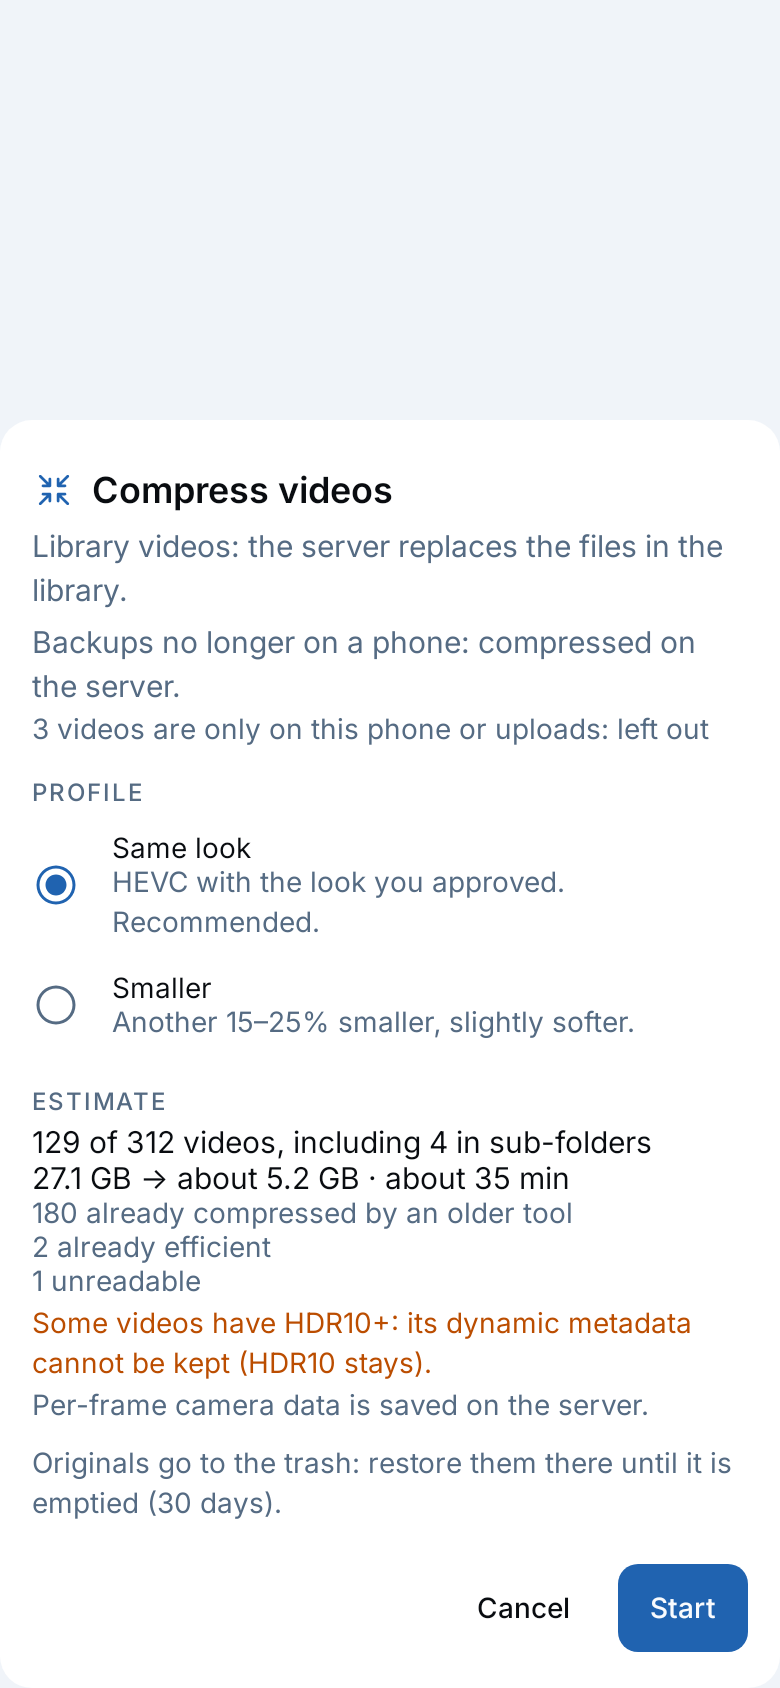 Compress videos
Library videos: the server replaces the files in the
library.
Backups no longer on a phone: compressed on
the server.
3 videos are only on this phone or uploads: left out
PROFILE
Same look
HEVC with the look you approved.
Recommended.
Smaller
Another 15–25% smaller, slightly softer.
ESTIMATE
129 of 312 videos, including 4 in sub-folders
27.1 GB → about 5.2 GB · about 35 min
180 already compressed by an older tool
2 already efficient
1 unreadable
Some videos have HDR10+: its dynamic metadata
cannot be kept (HDR10 stays).
Per-frame camera data is saved on the server.
Originals go to the trash: restore them there until it is
emptied (30 days).
Cancel
Start